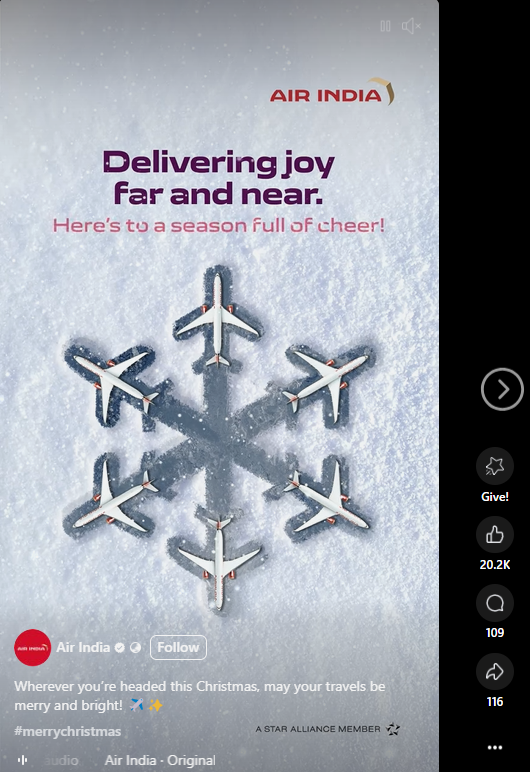 AIR INDIA
Delivering joy
far and near.
Here's to a season full of cheer!
Give!
20.2K
109
116
AIR INDIA
Air India
Follow
Wherever you're headed this Christmas, may your travels be
merry and bright! ✈️ ✨
#merrychristmas
A STAR ALLIANCE MEMBER
audio Air India · Original